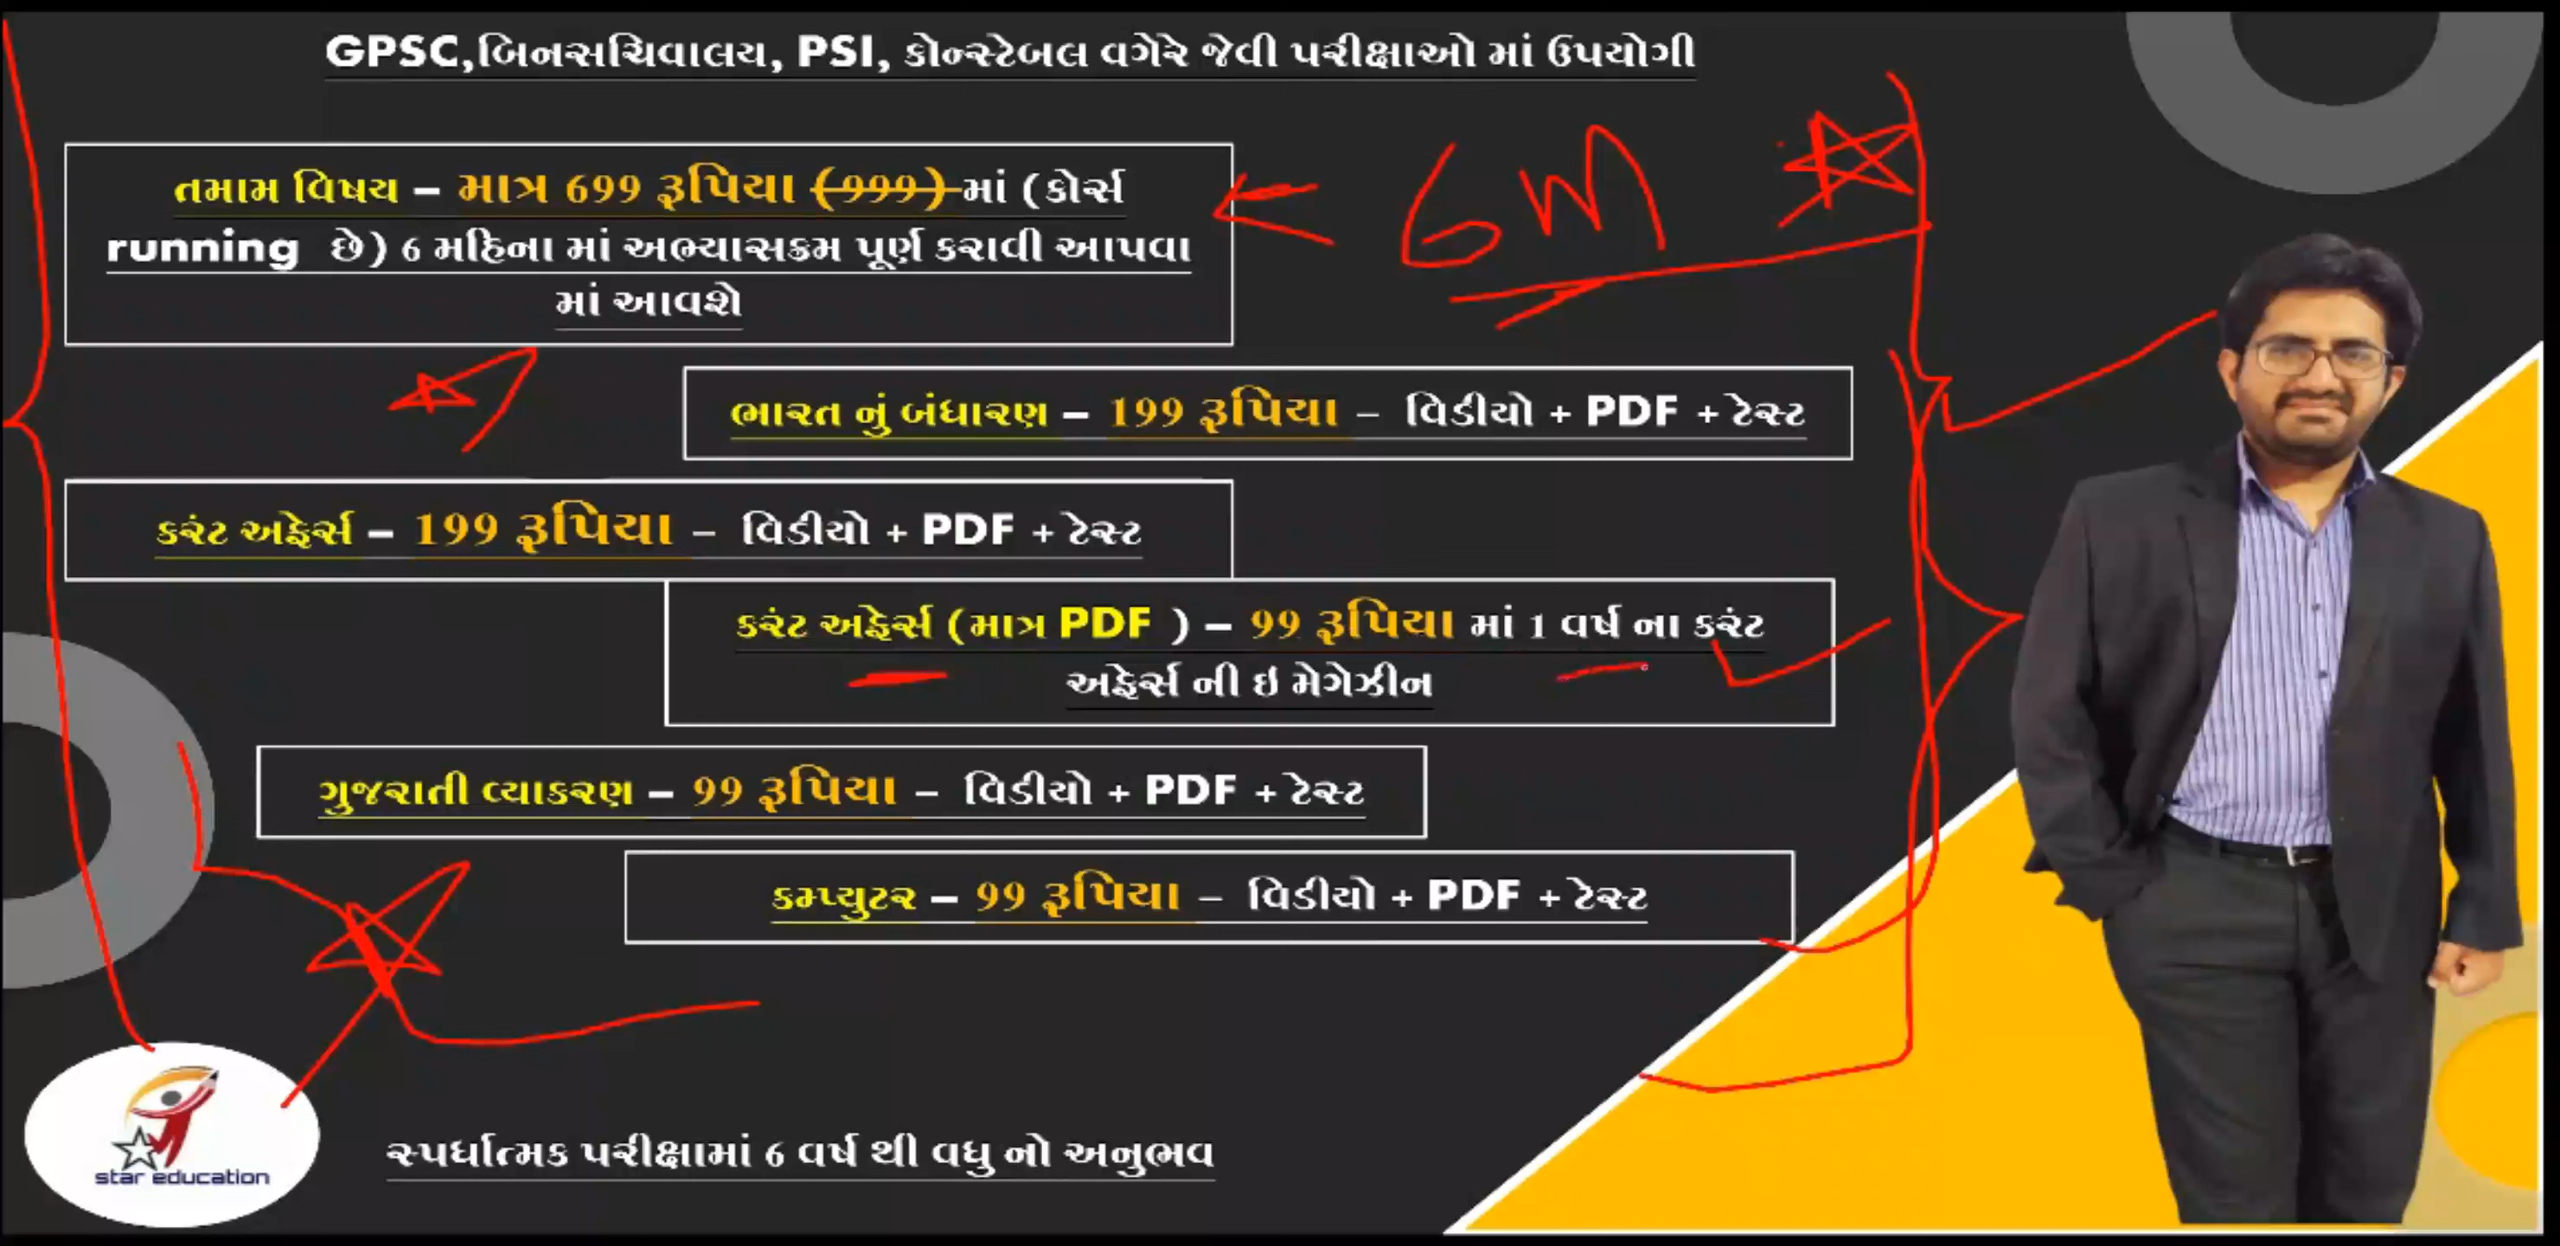 GPSC,બિનસચિવાલય, PSI, કોન્સ્ટેબલ વગેરે જેવી પરીક્ષાઓ માં ઉપયોગી
તમામ વિષય – માત્ર 699 રૂપિયા (999) માં (કોર્સ
running છે) 6 મહિના માં અભ્યાસક્રમ પૂર્ણ કરાવી આપવા
માં આવશે
6 M
ભારત નું બંધારણ – 199 રૂપિયા – વિડીયો + PDF + ટેસ્ટ
કરંટ અફેર્સ – 199 રૂપિયા – વિડીયો + PDF + ટેસ્ટ
કરંટ અફેર્સ (માત્ર PDF ) – 99 રૂપિયા માં 1 વર્ષ ના કરંટ
અફેર્સ ની ઇ મેગેઝીન
ગુજરાતી વ્યાકરણ – 99 રૂપિયા – વિડીયો + PDF + ટેસ્ટ
કમ્પ્યુટર – 99 રૂપિયા – વિડીયો + PDF + ટેસ્ટ
star education
સ્પર્ધાત્મક પરીક્ષામાં 6 વર્ષ થી વધુ નો અનુભવ